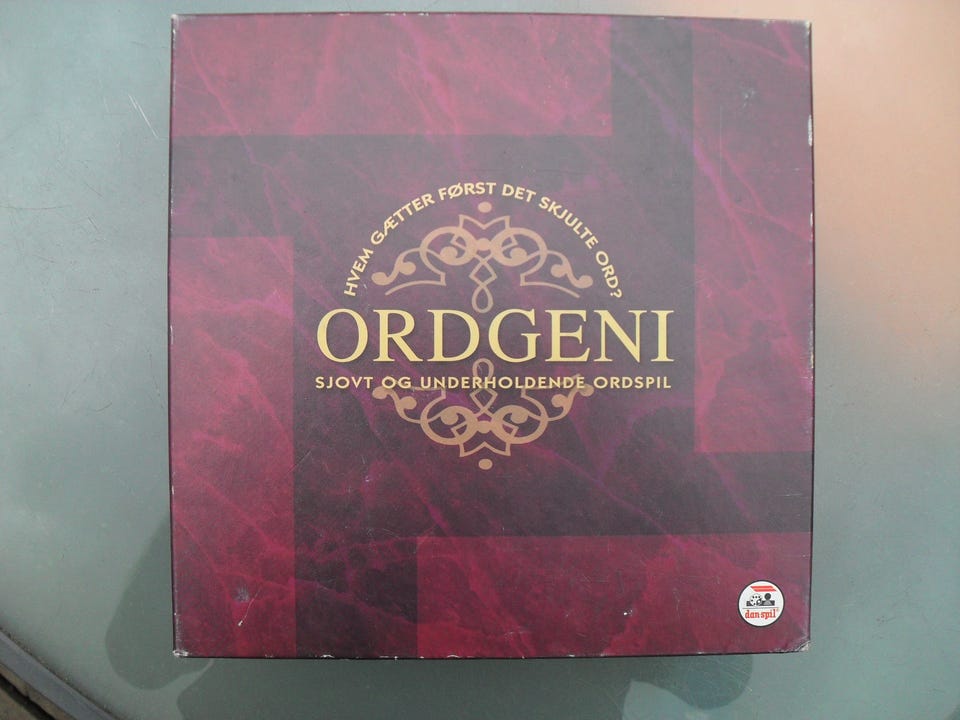 HVEM GÆTTER FØRST DET SKJULTE ORD?
ORDGENI
SJOVT OG UNDERHOLDENDE ORDSPIL
dan-spil